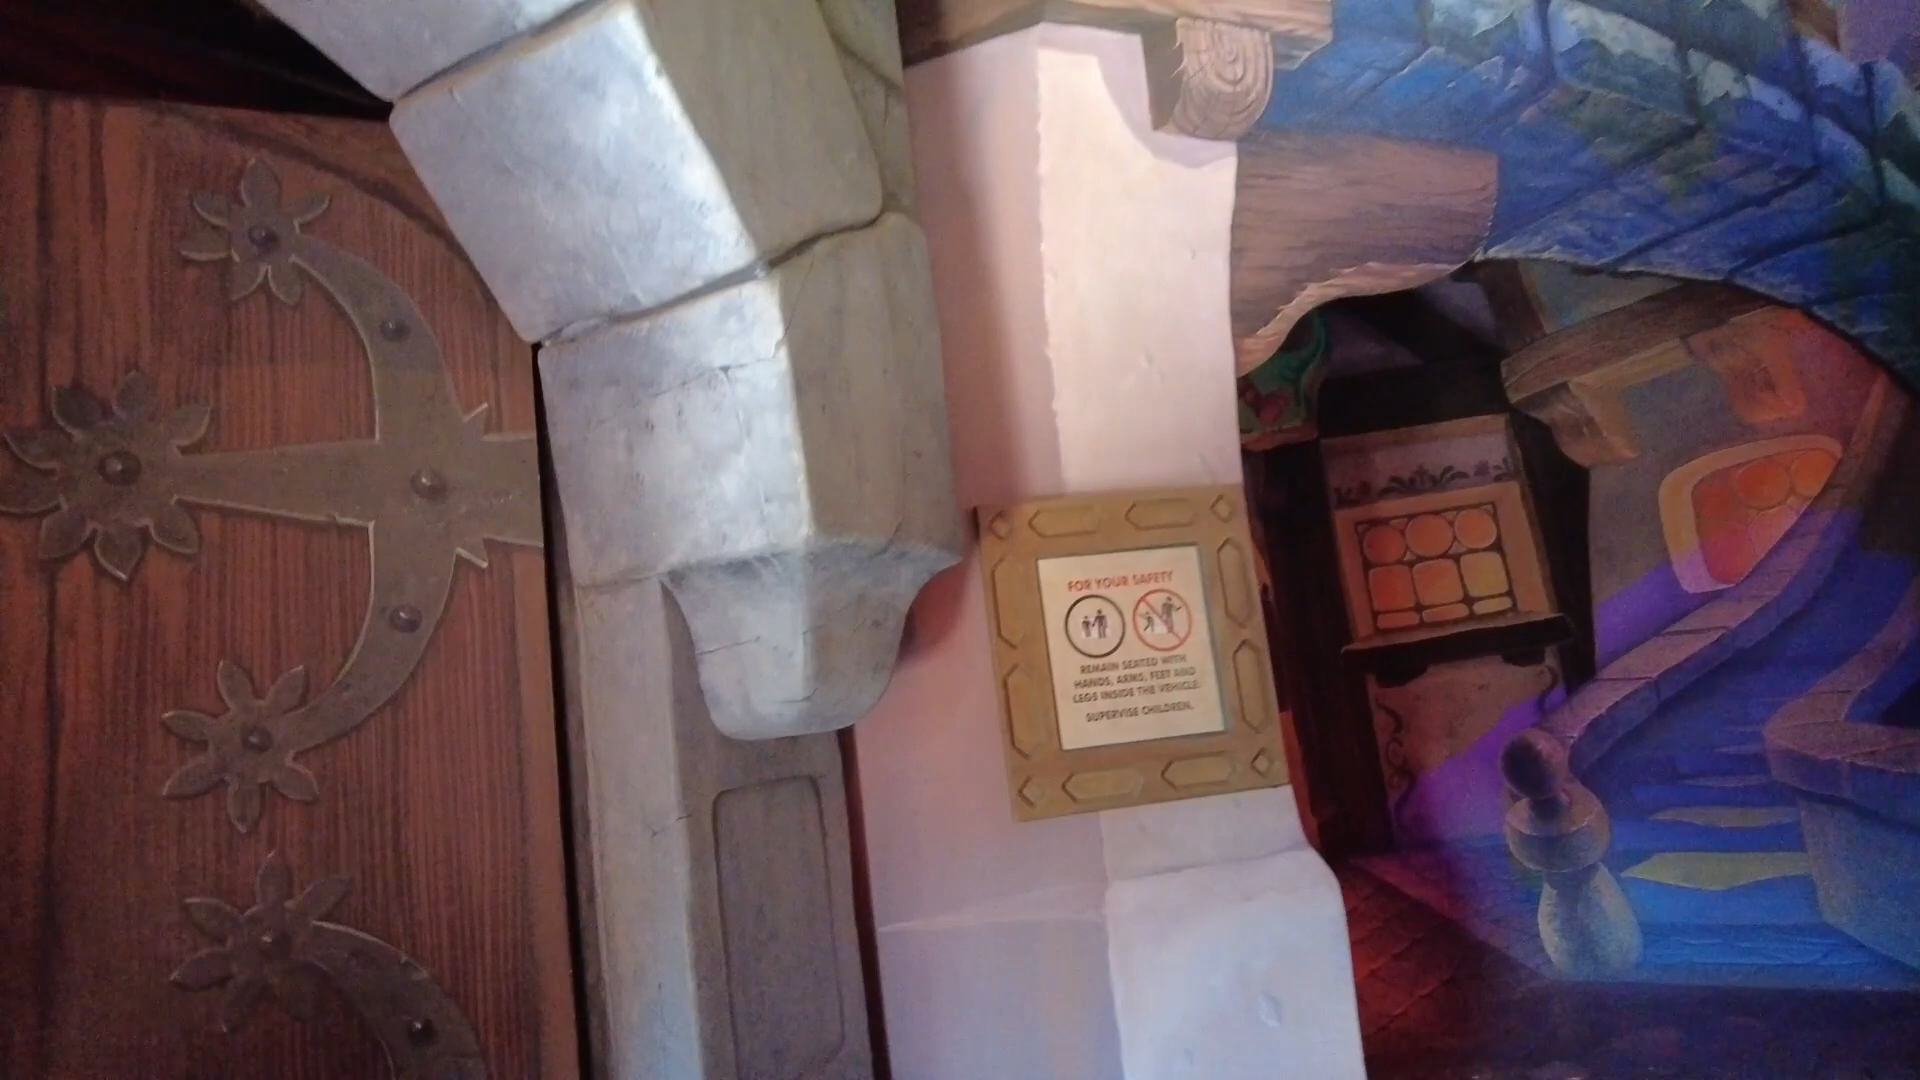 FOR YOUR SAFETY
REMAIN SEATED WITH
HANDS, ARMS, FEET AND
LEGS INSIDE THE VEHICLE.
SUPERVISE CHILDREN.